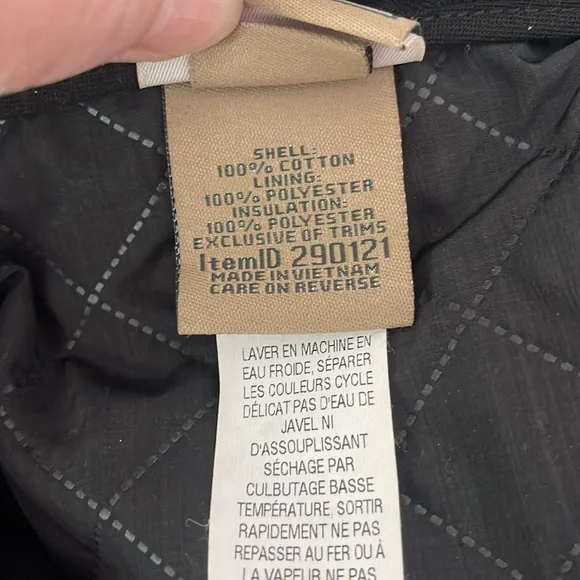 SHELL:
100% COTTON
LINING:
100% POLYESTER
INSULATION:
100% POLYESTER
EXCLUSIVE OF TRIMS
ItemID 290121
MADE IN VIETNAM
CARE ON REVERSE
LAVER EN MACHINE EN
EAU FROIDE, SÉPARER
LES COULEURS CYCLE
DÉLICAT PAS D'EAU DE
JAVEL NI
D'ASSOUPLISSANT
SÉCHAGE PAR
CULBUTAGE BASSE
TEMPÉRATURE, SORTIR
RAPIDEMENT NE PAS
REPASSER AU FER OU À
LA VAPEUR NE PAS